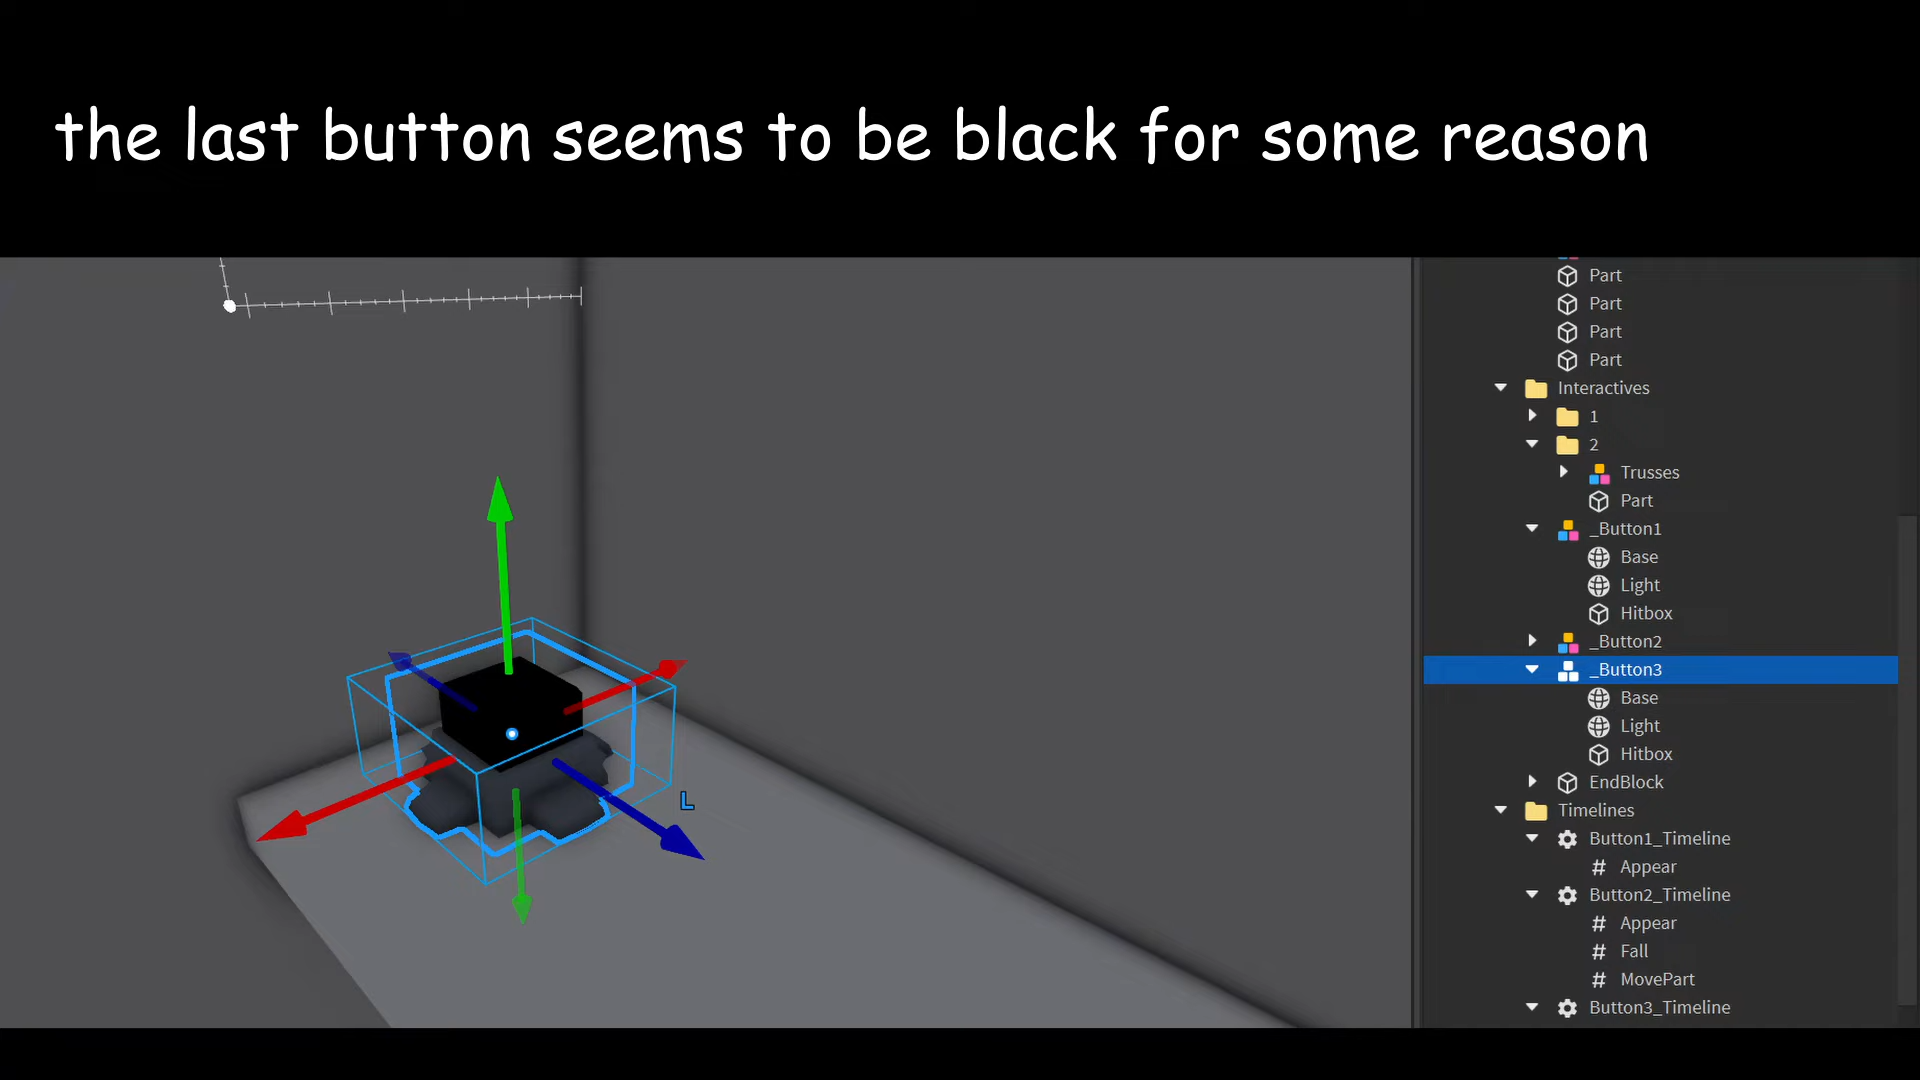 the last button seems to be black for some reason
Part
Part
Part
Part
Interactives
1
2
Trusses
Part
_Button1
Base
Light
Hitbox
_Button2
_Button3
Base
Light
Hitbox
EndBlock
Timelines
Button1_Timeline
# Appear
Button2_Timeline
# Appear
# Fall
# MovePart
Button3_Timeline
L